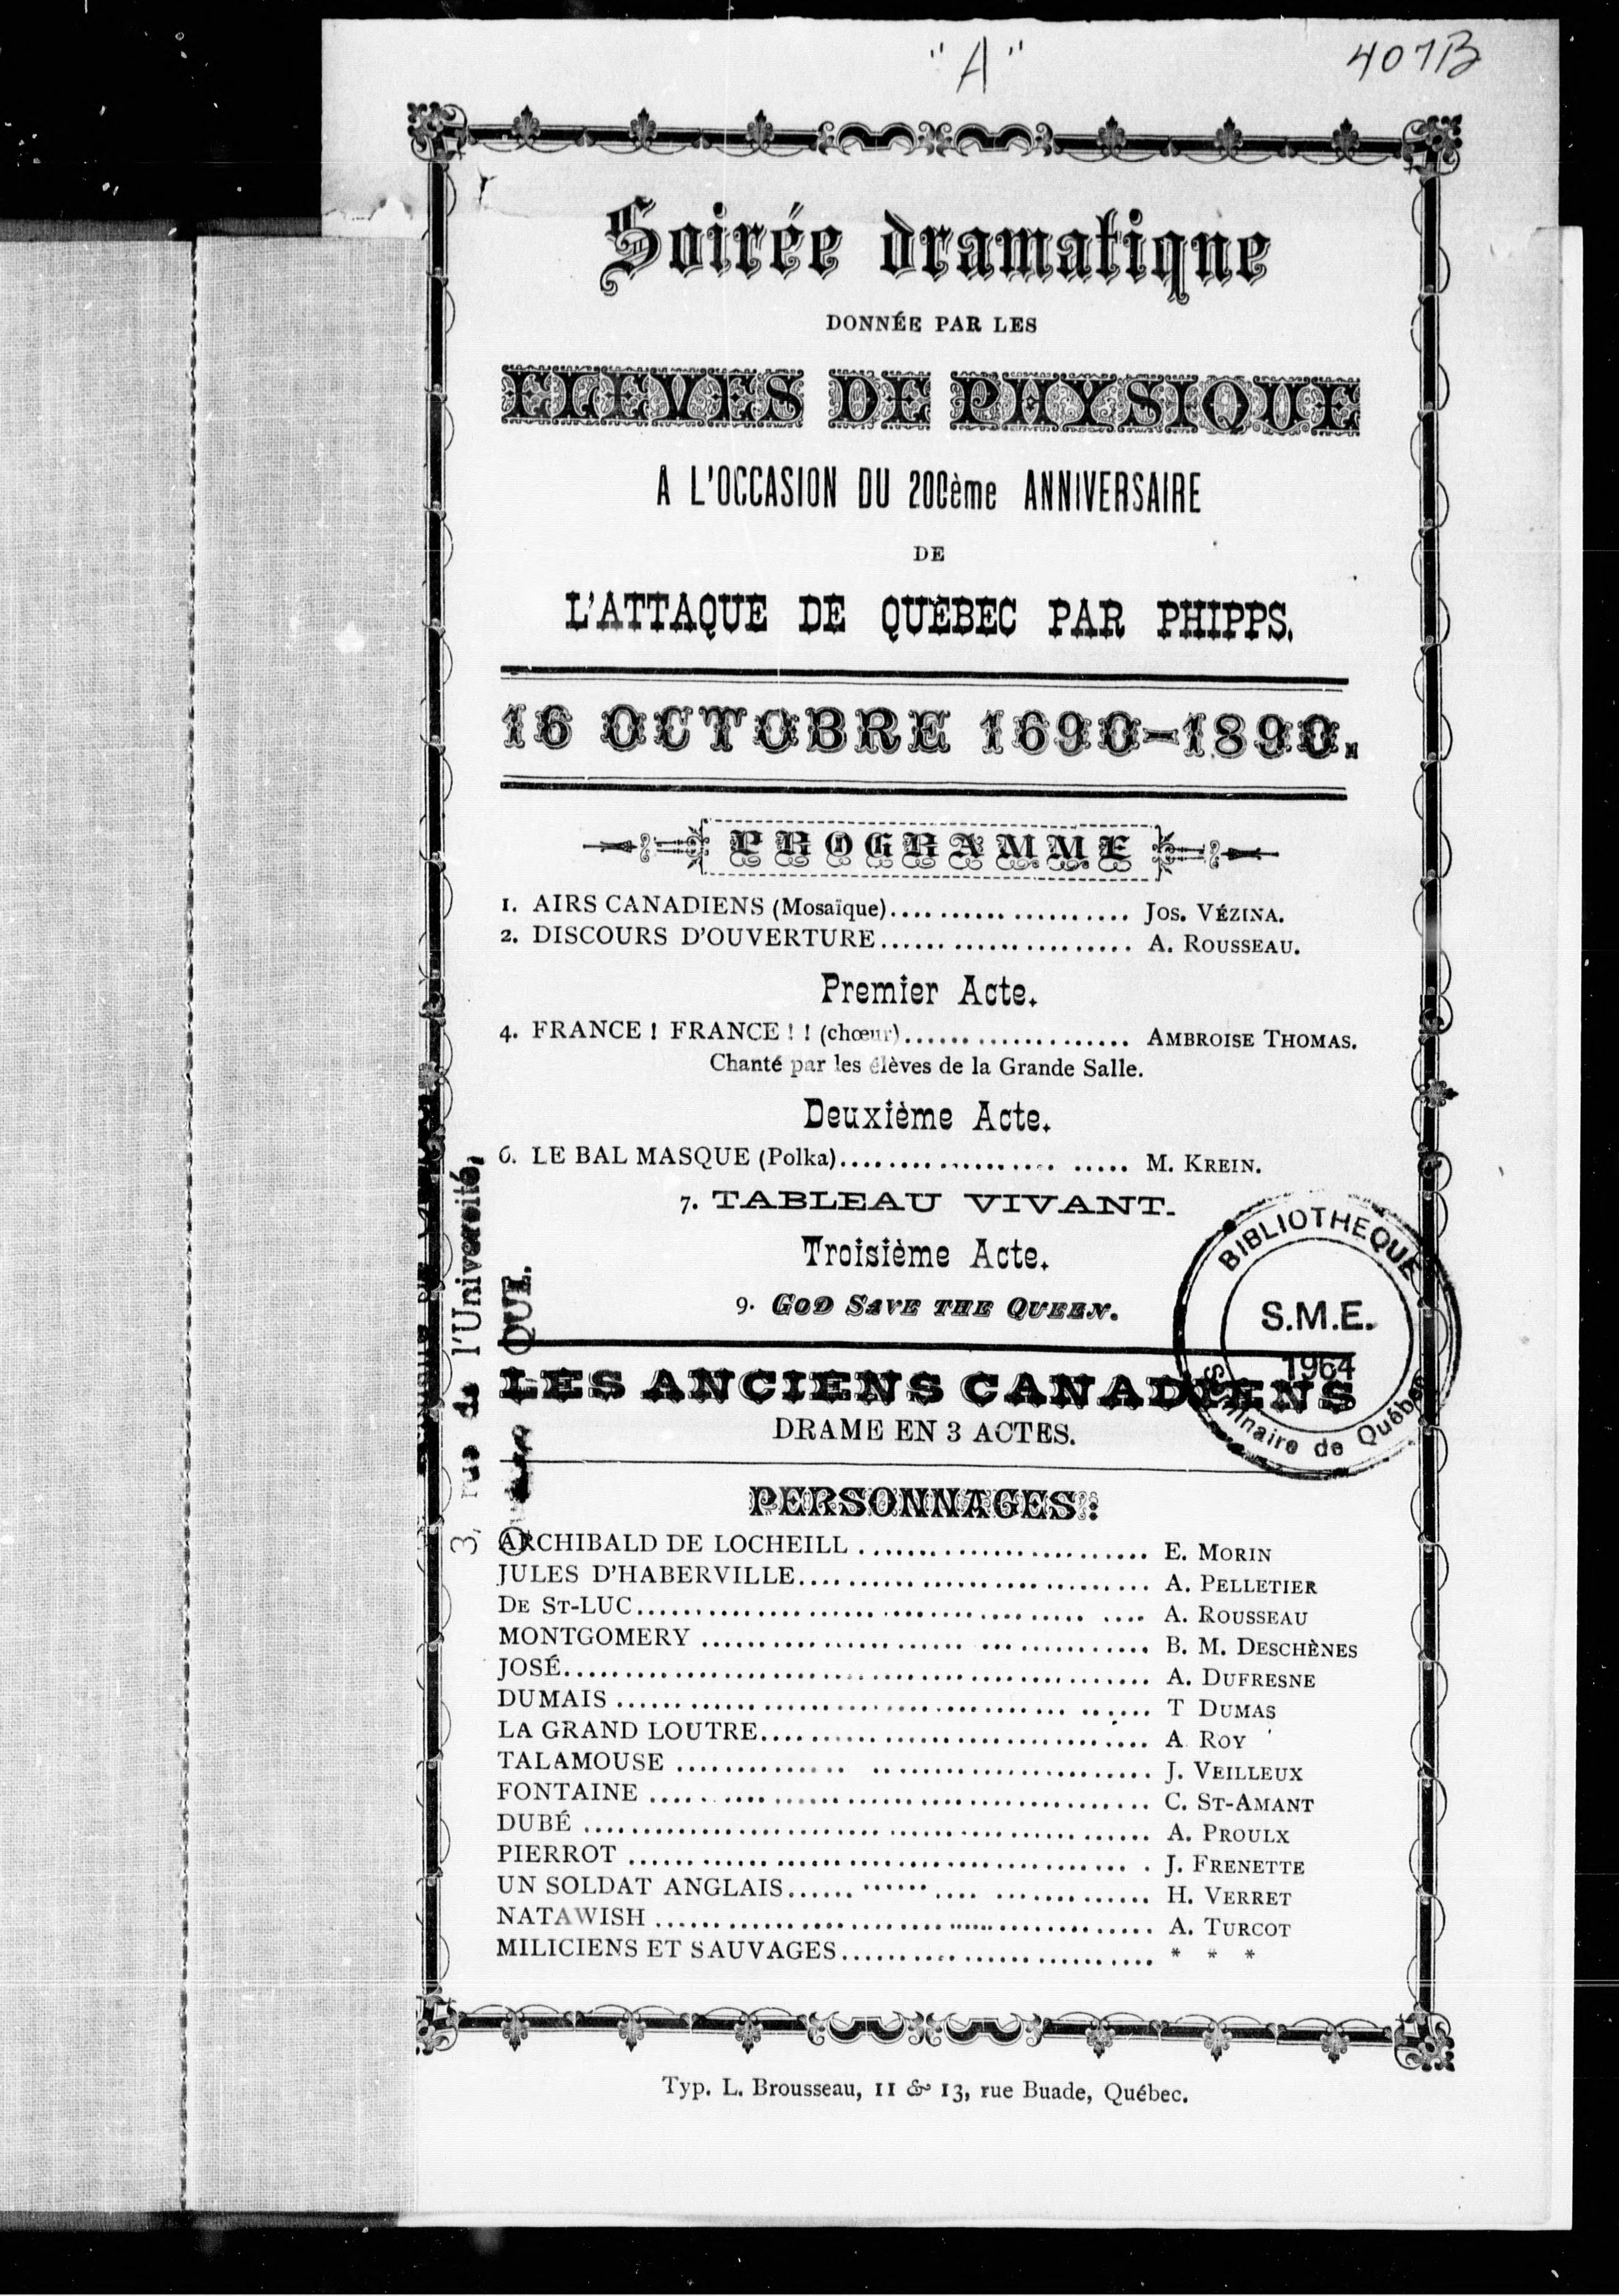 "A"
407B
Soirée dramatique
DONNÉE PAR LES
ELEVES DE PHYSIQUE
A L'OCCASION DU 200ème ANNIVERSAIRE
DE
L'ATTAQUE DE QUÉBEC PAR PHIPPS.
16 OCTOBRE 1690-1890.
PROGRAMME
1. AIRS CANADIENS (Mosaïque)...................... JOS. VÉZINA.
2. DISCOURS D'OUVERTURE........................ A. ROUSSEAU.
Premier Acte.
4. FRANCE ! FRANCE ! ! (chœur)..................... AMBROISE THOMAS.
Chanté par les élèves de la Grande Salle.
Deuxième Acte.
6. LE BAL MASQUE (Polka)......................... M. KREIN.
7. TABLEAU VIVANT.
Troisième Acte.
9. GOD SAVE THE QUEEN.
BIBLIOTHEQUE
S.M.E.
1964
Séminaire de Québec
3, rue de l'Université,
QUE.
LES ANCIENS CANADIENS
DRAME EN 3 ACTES.
PERSONNAGES:
ARCHIBALD DE LOCHEILL ........................... E. MORIN
JULES D'HABERVILLE................................ A. PELLETIER
DE ST-LUC............................................... A. ROUSSEAU
MONTGOMERY ......................................... B. M. DESCHÈNES
JOSÉ...................................................... A. DUFRESNE
DUMAIS .................................................. T DUMAS
LA GRAND LOUTRE................................... A. ROY
TALAMOUSE ............................................ J. VEILLEUX
FONTAINE ............................................... C. ST-AMANT
DUBÉ ..................................................... A. PROULX
PIERROT ................................................. J. FRENETTE
UN SOLDAT ANGLAIS.................................. H. VERRET
NATAWISH .............................................. A. TURCOT
MILICIENS ET SAUVAGES............................. * * *
Typ. L. Brousseau, 11 & 13, rue Buade, Québec.